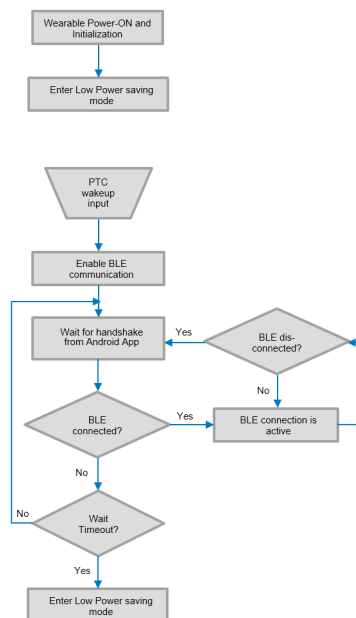 Wearable Power-ON and
Initialization
Enter Low Power saving
mode
PTC
wakeup
input
Enable BLE
communication
Wait for handshake
from Android App
Yes
BLE dis-
connected?
No
BLE
connected?
Yes
BLE connection is
active
No
No
Wait
Timeout?
Yes
Enter Low Power saving
mode